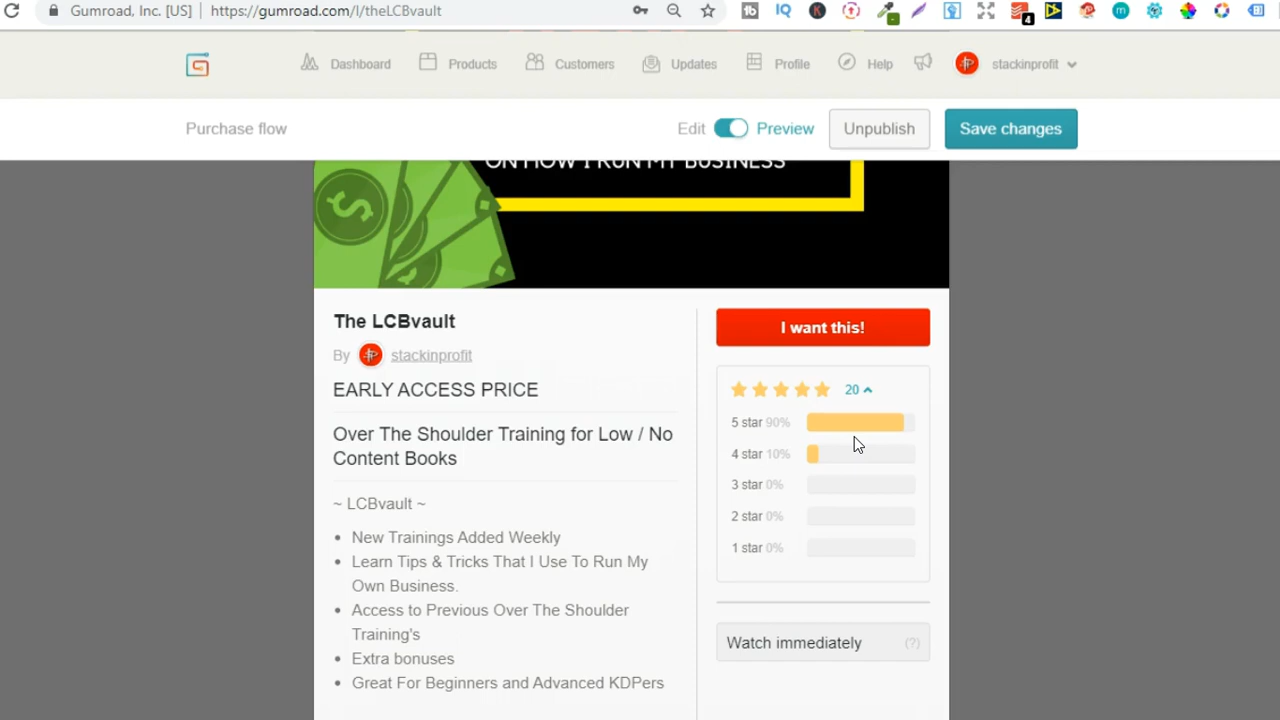 Gumroad, Inc. [US] | https://gumroad.com/l/theLCBvault
Dashboard Products Customers Updates Profile Help stackinprofit
Purchase flow Edit Preview Unpublish Save changes
ON HOW I RUN MY BUSINESS
The LCBvault
I want this!
By stackinprofit
EARLY ACCESS PRICE
20
5 star 90%
Over The Shoulder Training for Low / No
Content Books
4 star 10%
3 star 0%
~ LCBvault ~
2 star 0%
New Trainings Added Weekly
1 star 0%
Learn Tips & Tricks That I Use To Run My
Own Business.
Access to Previous Over The Shoulder
Training's
Watch immediately (?)
Extra bonuses
Great For Beginners and Advanced KDPers